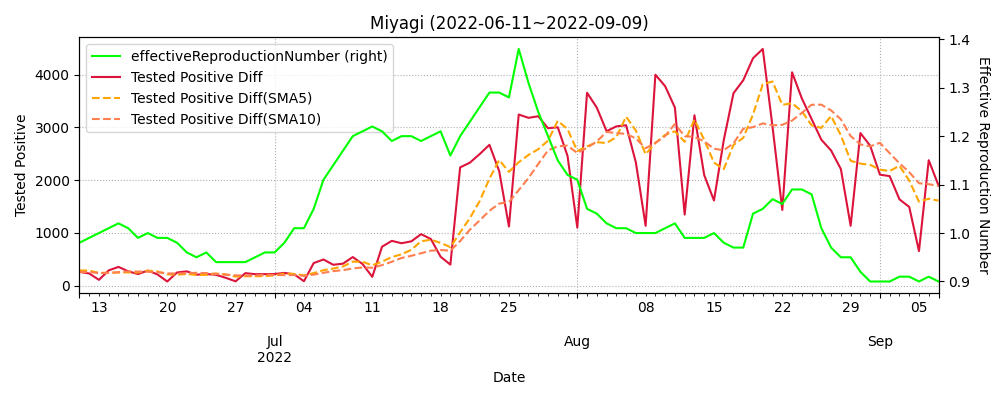 Miyagi (2022-06-11~2022-09-09)
effectiveReproductionNumber (right)
Tested Positive Diff
Tested Positive Diff(SMA5)
Tested Positive Diff(SMA10)
Tested Positive
4000
3000
2000
1000
0
Effective Reproduction Number
1.4
1.3
1.2
1.1
1.0
0.9
13 20 27 04 11 18 25 08 15 22 29 05
Jul Aug Sep
2022
Date